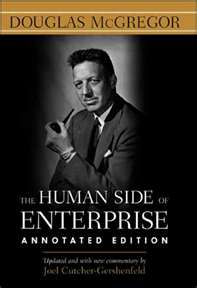 DOUGLAS McGREGOR
THE HUMAN SIDE OF
ENTERPRISE
ANNOTATED EDITION
Updated and with new commentary by
Joel Cutcher-Gershenfeld